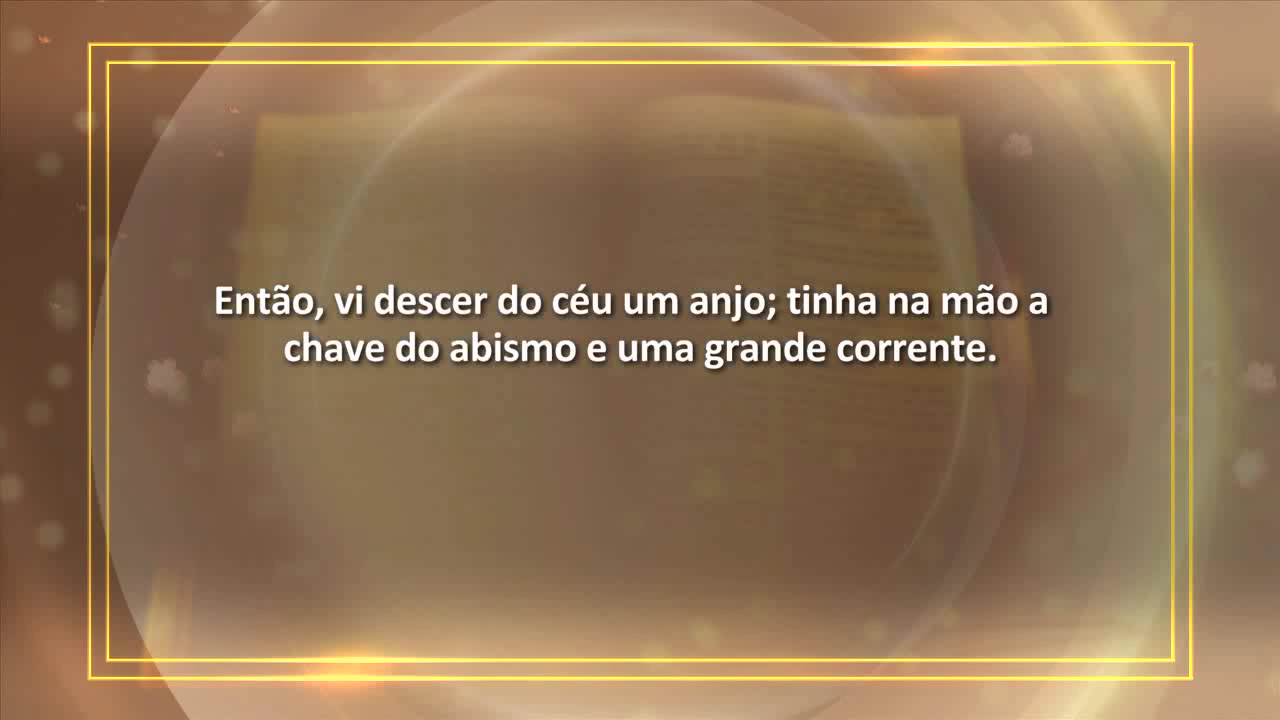 Então, vi descer do céu um anjo; tinha na mão a
chave do abismo e uma grande corrente.